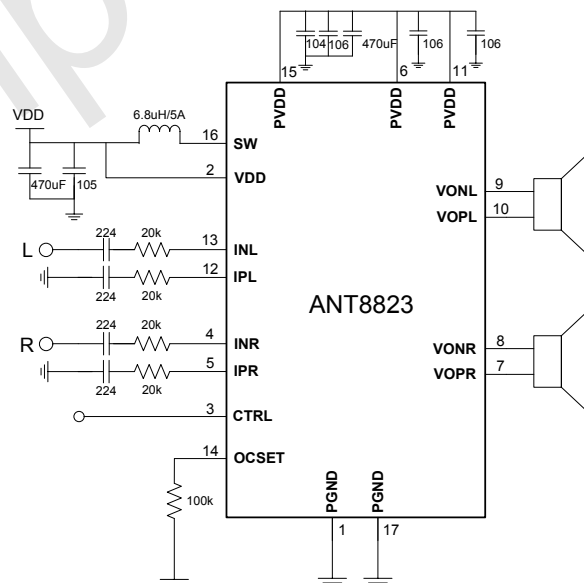 104
106
470uF
106
106
15
6
11
PVDD
PVDD
PVDD
VDD
6.8uH/5A
16
SW
2
VDD
470uF
105
VONL
9
VOPL
10
L
224
20k
13
INL
12
IPL
224
20k
ANT8823
R
224
20k
4
INR
5
IPR
224
20k
VONR
8
VOPR
7
3
CTRL
14
OCSET
100k
PGND
PGND
1
17